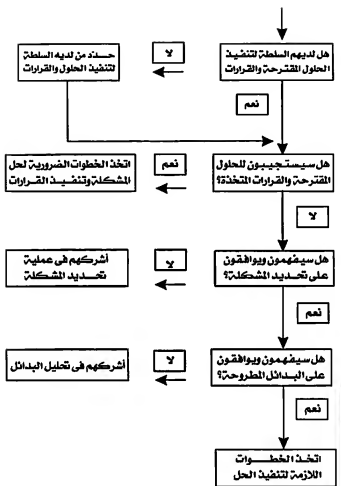 هل لديهم السلطة لتنفيذ
الحلول المقترحة والقرارات
لا
حدد من لديه السلطة
لتنفيذ الحلول والقرارات
نعم
هل سيستجيبون للحلول
المقترحة والقرارات المتخذة؟
نعم
اتخذ الخطوات الضرورية لحل
المشكلة وتنفيذ القرارات
لا
هل سيفهمون ويوافقون
على تحديد المشكلة؟
لا
أشركهم فى عملية
تحديد المشكلة
نعم
هل سيفهمون ويوافقون
على البدائل المطروحة؟
لا
أشركهم فى تحليل البدائل
نعم
اتخذ الخطوات
اللازمة لتنفيذ الحل